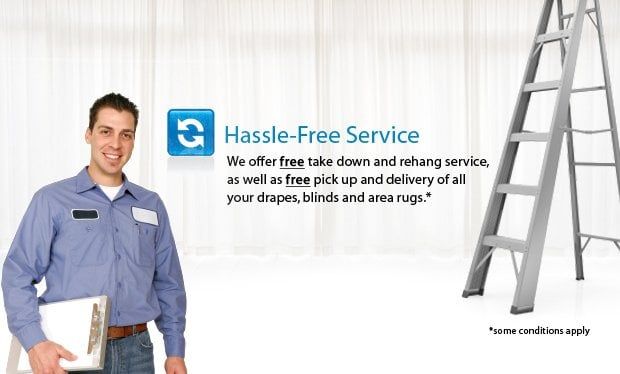 Hassle-Free Service
We offer free take down and rehang service,
as well as free pick up and delivery of all
your drapes, blinds and area rugs.*
*some conditions apply